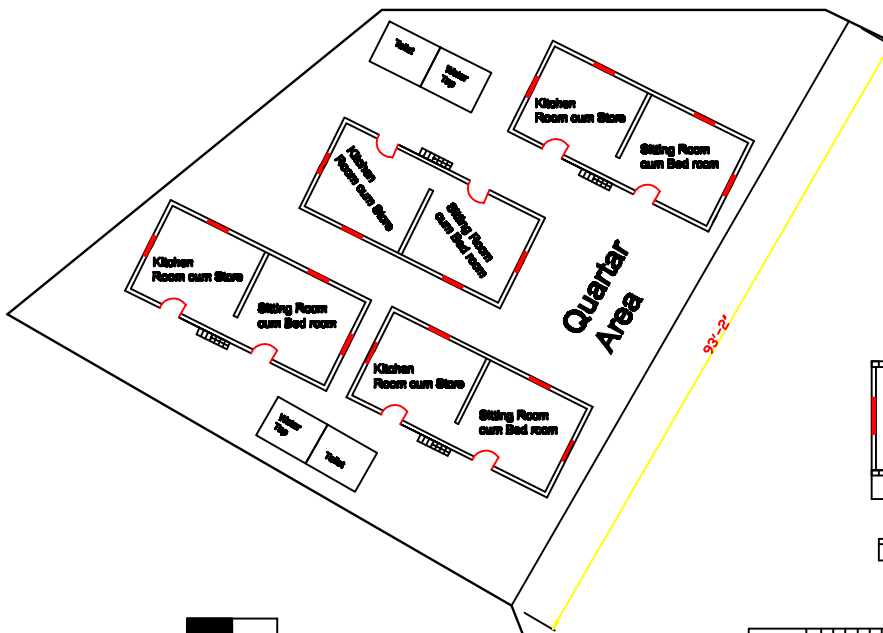 Toilet
Water
Tap
Kitchen
Room cum Store
Sitting Room
cum Bed room
Kitchen
Room cum Store
Sitting Room
cum Bed room
Kitchen
Room cum Store
Sitting Room
cum Bed room
Quartar
Area
93'-2"
Kitchen
Room cum Store
Sitting Room
cum Bed room
Water
Tap
Toilet